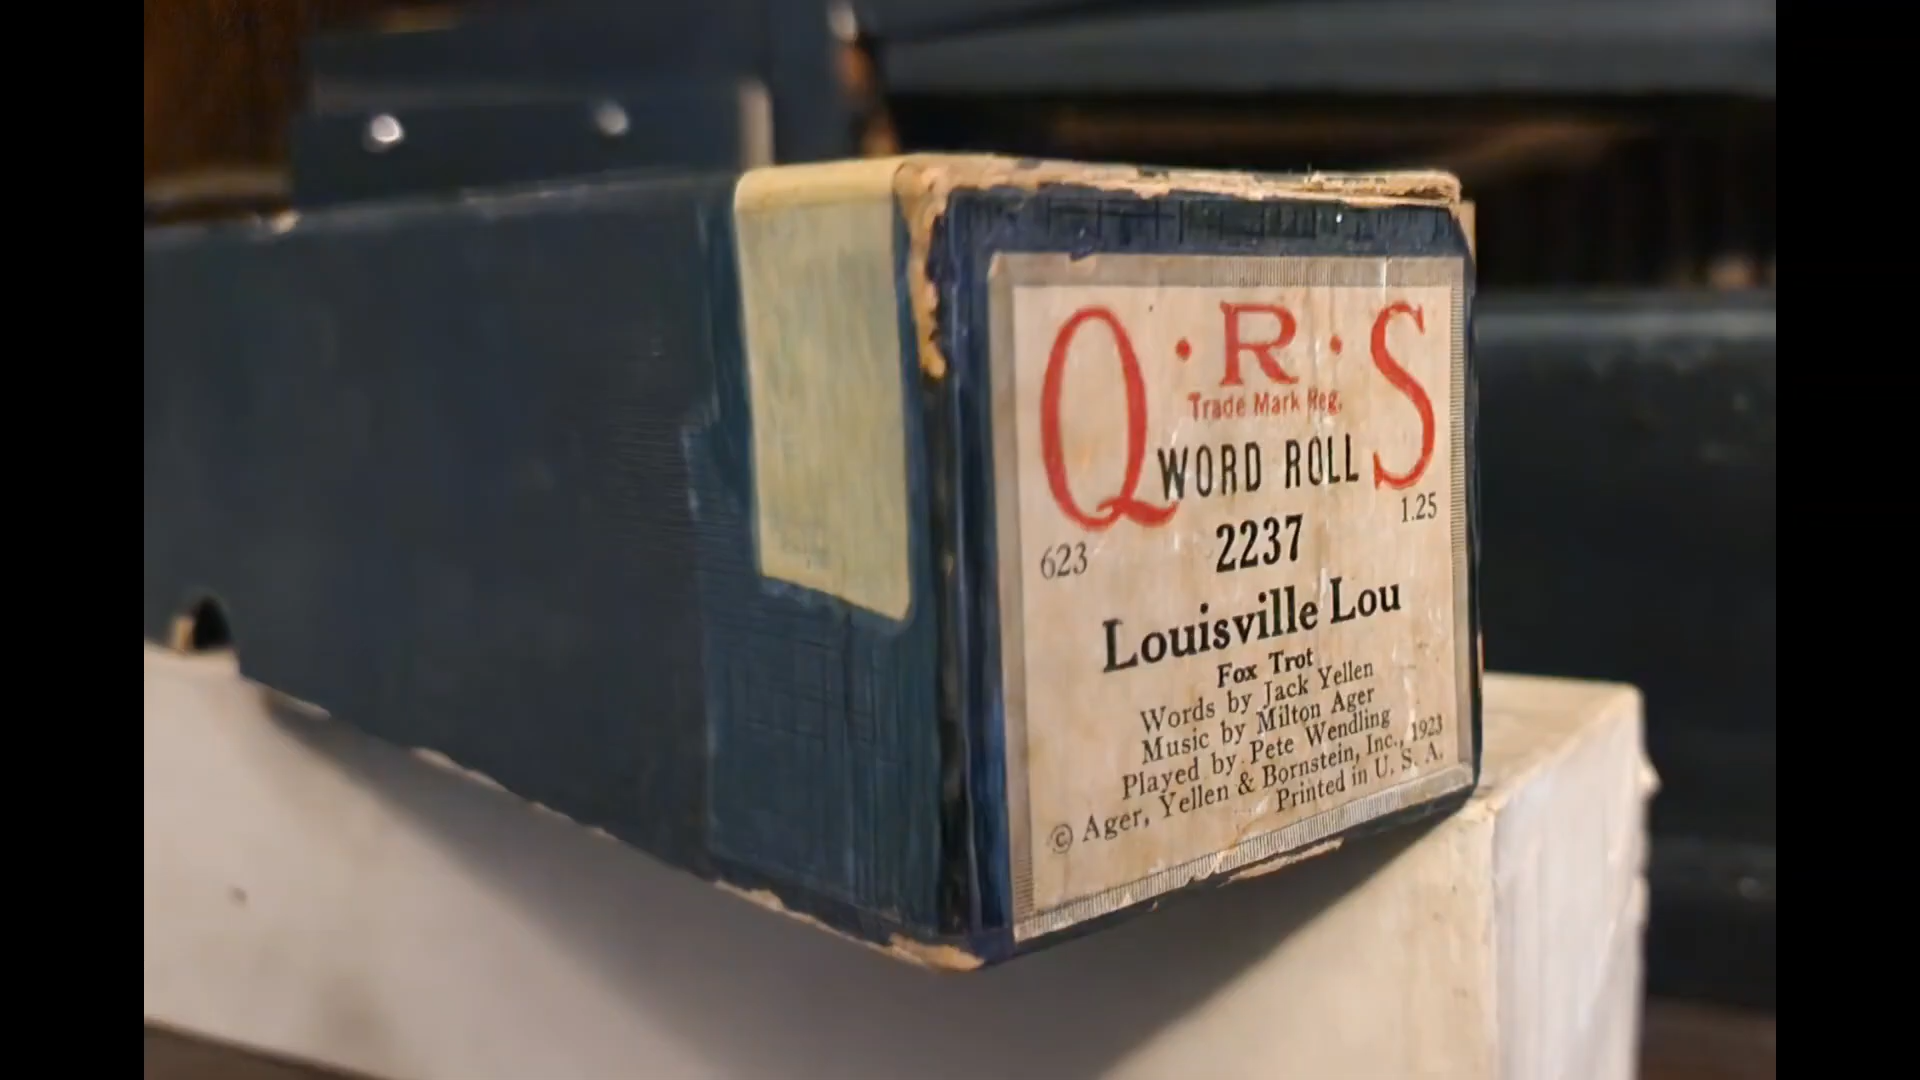 Q·R·S
Trade Mark Reg.
WORD ROLL
623 2237 1.25
Louisville Lou
Fox Trot
Words by Jack Yellen
Music by Milton Ager
Played by Pete Wendling
© Ager, Yellen & Bornstein, Inc., 1923
Printed in U. S. A.